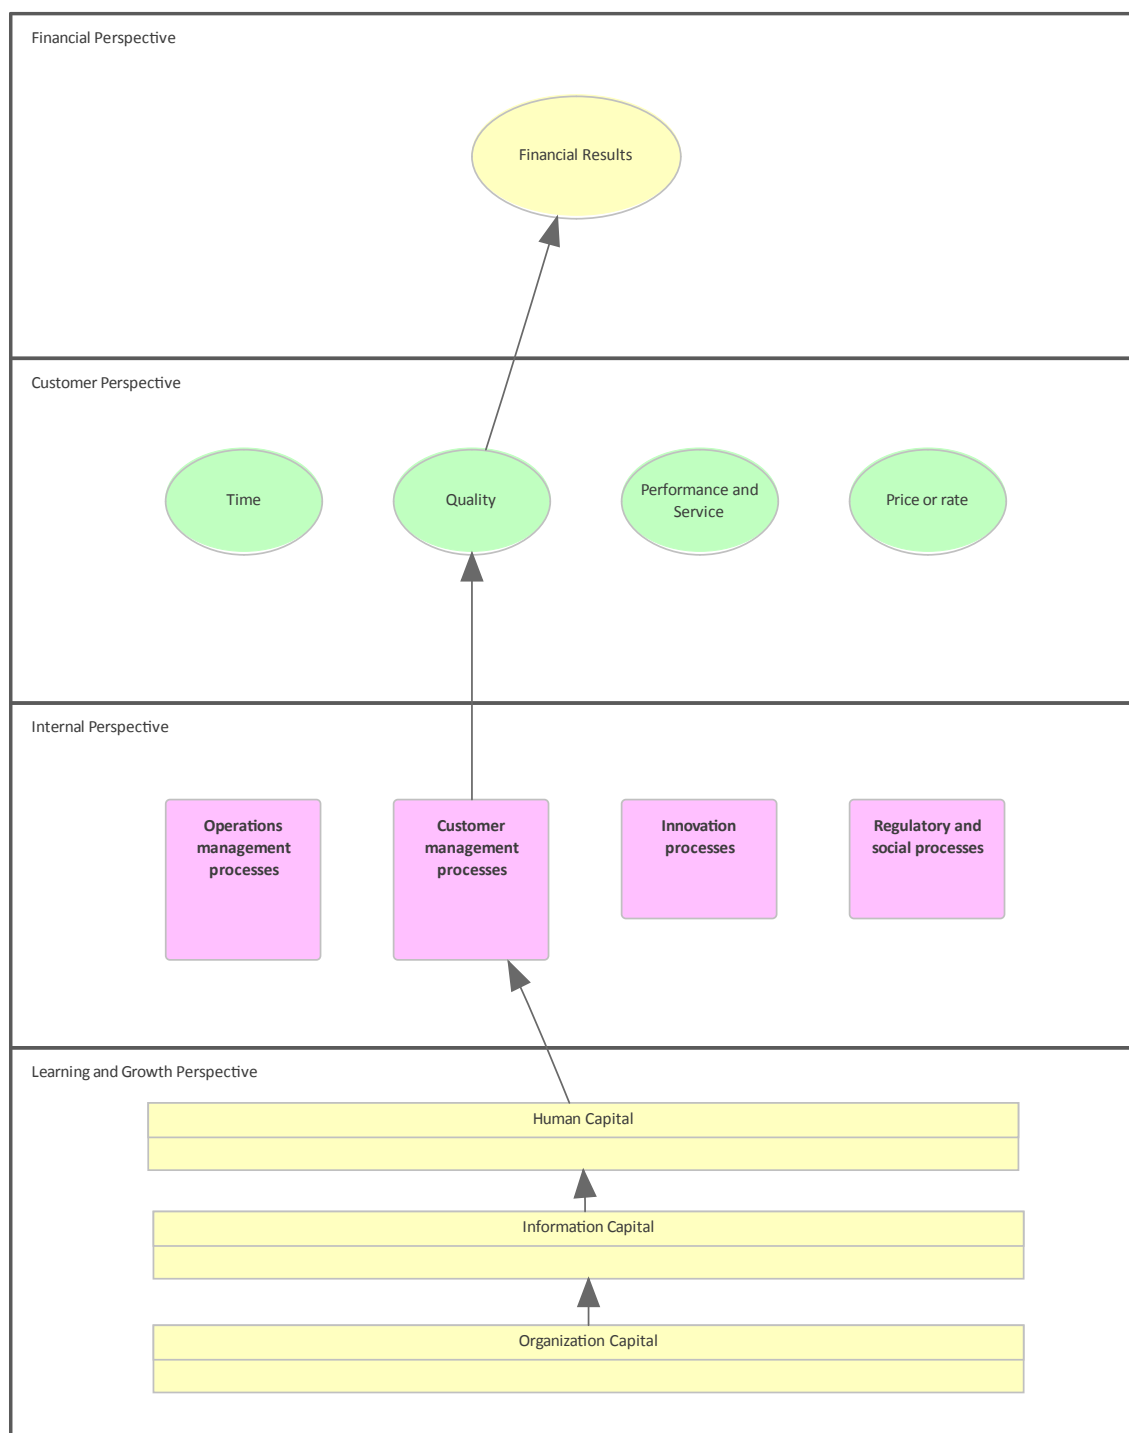 Financial Perspective
Financial Results
Customer Perspective
Time
Quality
Performance and
Service
Price or rate
Internal Perspective
Operations
management
processes
Customer
management
processes
Innovation
processes
Regulatory and
social processes
Learning and Growth Perspective
Human Capital
Information Capital
Organization Capital